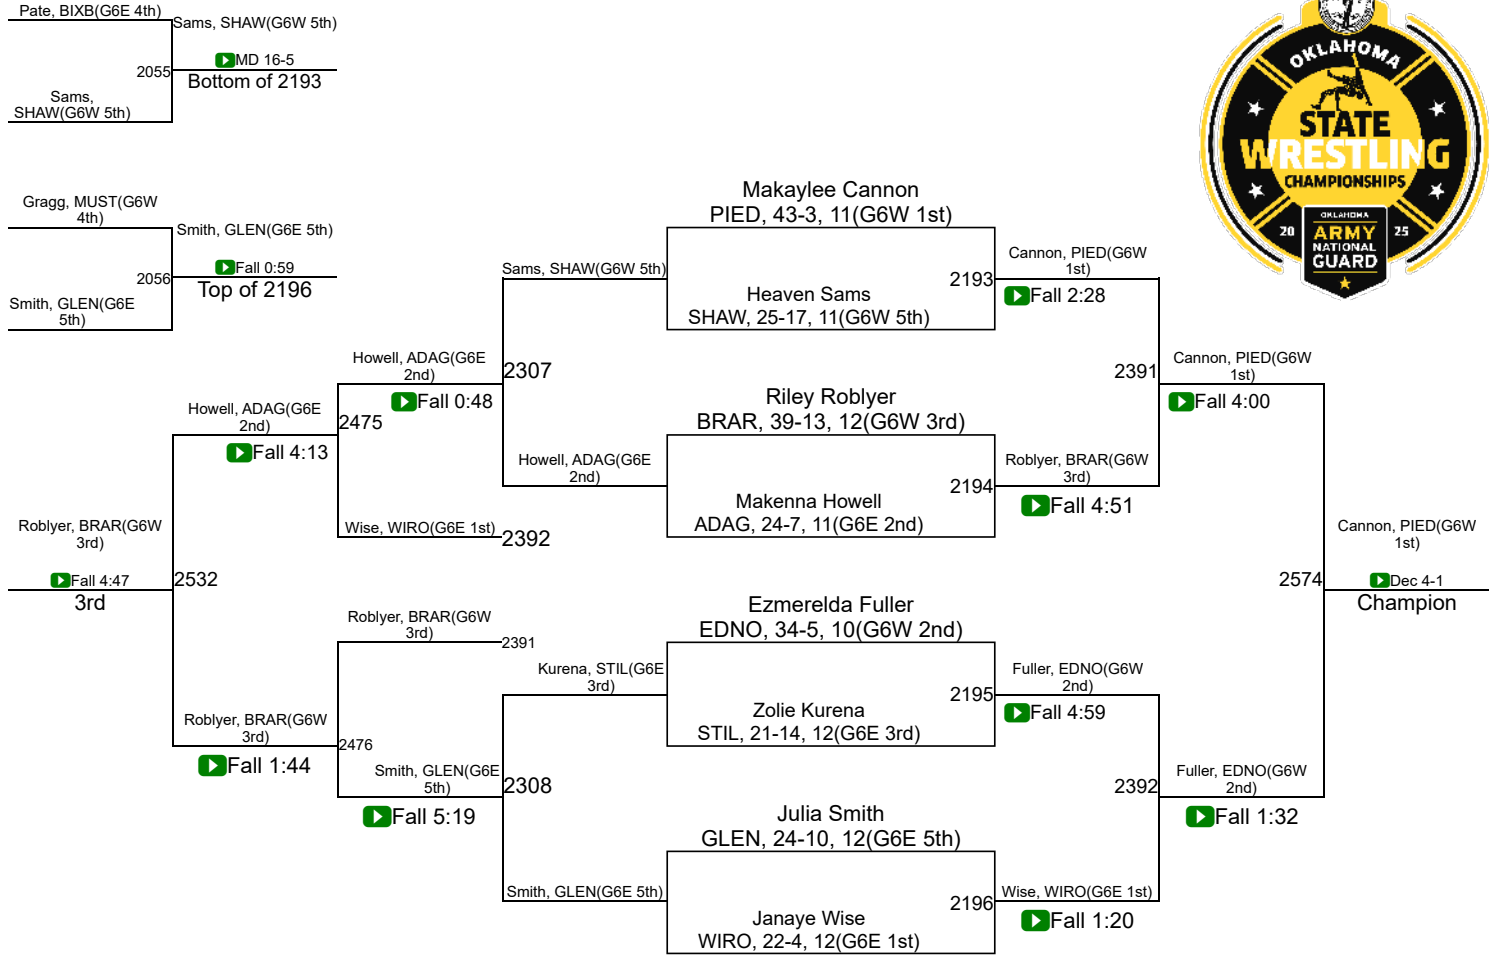 Pate, BIXB(G6E 4th)
Sams, SHAW(G6W 5th)
MD 16-5
2055
Bottom of 2193
Sams,
SHAW(G6W 5th)
OKLAHOMA
STATE
WRESTLING
CHAMPIONSHIPS
OKLAHOMA
20 25
ARMY
NATIONAL
GUARD
Gragg, MUST(G6W
4th)
Smith, GLEN(G6E 5th)
Fall 0:59
2056
Top of 2196
Smith, GLEN(G6E
5th)
Makaylee Cannon
PIED, 43-3, 11(G6W 1st)
Sams, SHAW(G6W 5th)
2193
Cannon, PIED(G6W
1st)
Fall 2:28
Heaven Sams
SHAW, 25-17, 11(G6W 5th)
Howell, ADAG(G6E
2nd)
2307
Fall 0:48
2391
Cannon, PIED(G6W
1st)
Fall 4:00
Riley Roblyer
BRAR, 39-13, 12(G6W 3rd)
Howell, ADAG(G6E
2nd)
2475
Fall 4:13
Howell, ADAG(G6E
2nd)
2194
Roblyer, BRAR(G6W
3rd)
Fall 4:51
Makenna Howell
ADAG, 24-7, 11(G6E 2nd)
Wise, WIRO(G6E 1st)
2392
Roblyer, BRAR(G6W
3rd)
Fall 4:47
2532
3rd
Cannon, PIED(G6W
1st)
2574
Dec 4-1
Champion
Ezmerelda Fuller
EDNO, 34-5, 10(G6W 2nd)
Roblyer, BRAR(G6W
3rd)
2391
Kurena, STIL(G6E
3rd)
2195
Fuller, EDNO(G6W
2nd)
Fall 4:59
Zolie Kurena
STIL, 21-14, 12(G6E 3rd)
Roblyer, BRAR(G6W
3rd)
2476
Fall 1:44
Smith, GLEN(G6E
5th)
2308
Fall 5:19
2392
Fuller, EDNO(G6W
2nd)
Fall 1:32
Julia Smith
GLEN, 24-10, 12(G6E 5th)
Smith, GLEN(G6E 5th)
2196
Wise, WIRO(G6E 1st)
Fall 1:20
Janaye Wise
WIRO, 22-4, 12(G6E 1st)